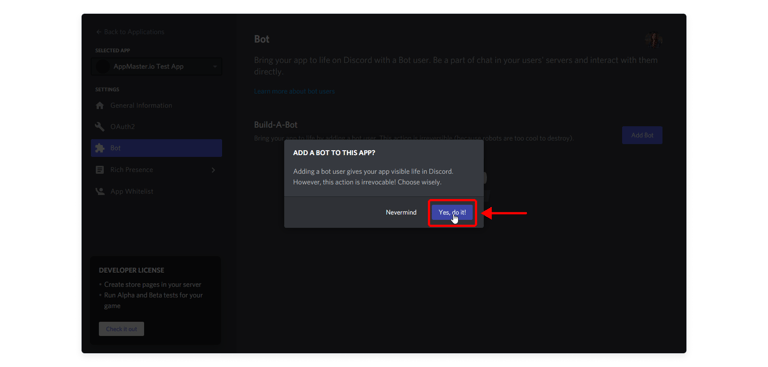 Back to Applications
SELECTED APP
AppMaster.io Test App
SETTINGS
General Information
OAuth2
Bot
Rich Presence
App Whitelist
DEVELOPER LICENSE
• Create store pages in your server
• Run Alpha and Beta tests for your
game
Check it out
Bot
Bring your app to life on Discord with a Bot user. Be a part of chat in your users' servers and interact with them
directly.
Learn more about bot users
Build-A-Bot
Bring your app to life by adding a bot user. This action is irreversible (because robots are too cool to destroy).
Add Bot
ADD A BOT TO THIS APP?
Adding a bot user gives your app visible life in Discord.
However, this action is irrevocable! Choose wisely.
Nevermind
Yes, do it!